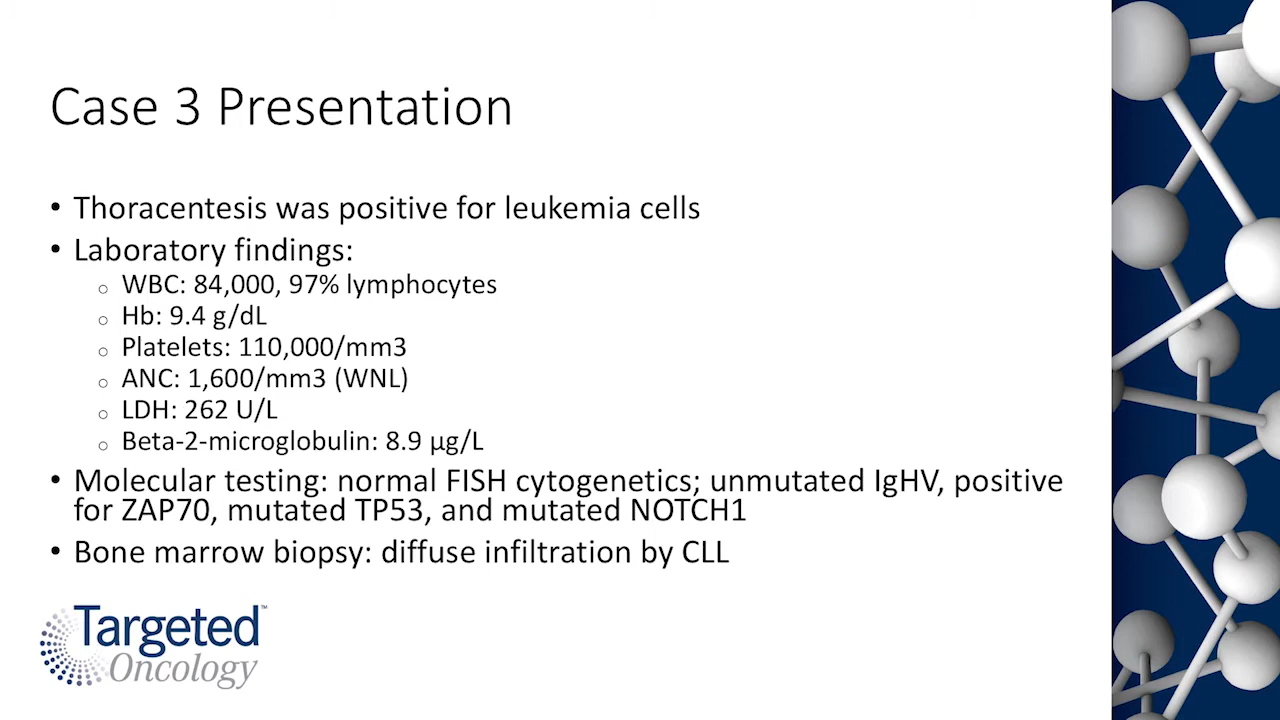 Case 3 Presentation
• Thoracentesis was positive for leukemia cells
• Laboratory findings:
o WBC: 84,000, 97% lymphocytes
o Hb: 9.4 g/dL
o Platelets: 110,000/mm3
o ANC: 1,600/mm3 (WNL)
o LDH: 262 U/L
o Beta-2-microglobulin: 8.9 µg/L
• Molecular testing: normal FISH cytogenetics; unmutated IgHV, positive
for ZAP70, mutated TP53, and mutated NOTCH1
• Bone marrow biopsy: diffuse infiltration by CLL
Targeted™
Oncology